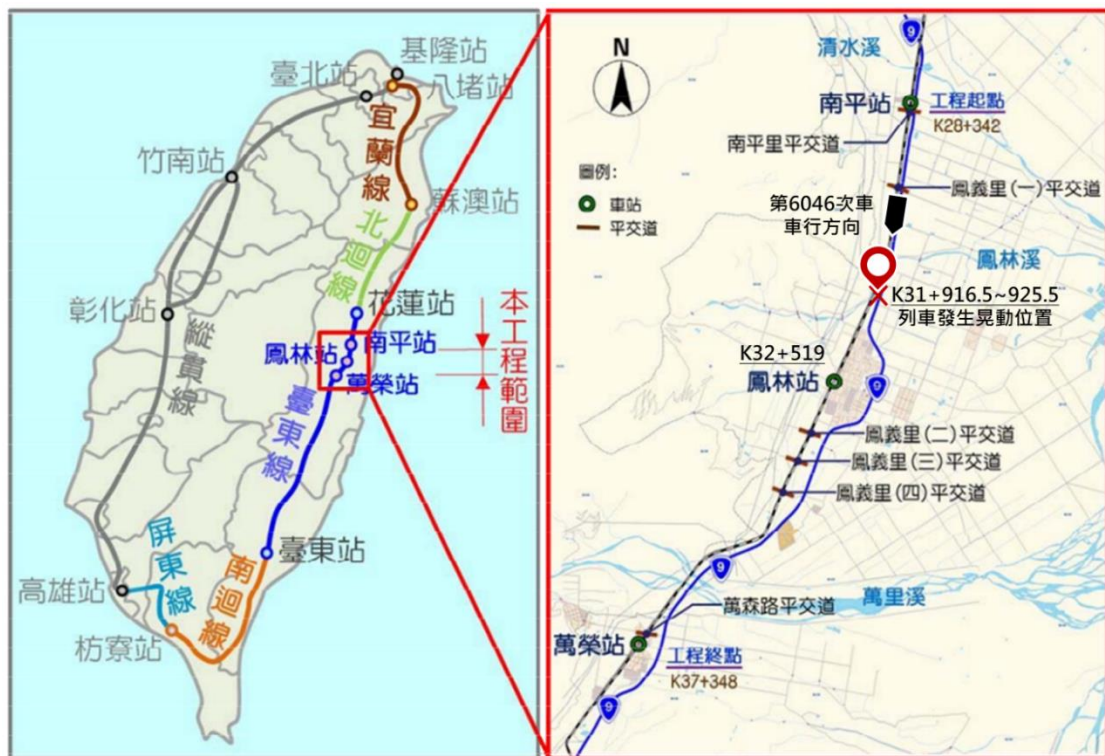 基隆站
臺北站
八堵站
宜蘭線
竹南站
蘇澳站
北迴線
彰化站
花蓮站
南平站
鳳林站
萬榮站
本工程範圍
縱貫線
臺東線
臺東站
屏東線
高雄站
南迴線
枋寮站
N
9
清水溪
南平站
工程起點
K28+342
南平里平交道
圖例:
車站
平交道
鳳義里(一)平交道
第6046次車
車行方向
鳳林溪
K31+916.5~925.5
列車發生晃動位置
K32+519
鳳林站
9
鳳義里(二)平交道
鳳義里(三)平交道
鳳義里(四)平交道
9
萬里溪
萬森路平交道
萬榮站
工程終點
K37+348
9